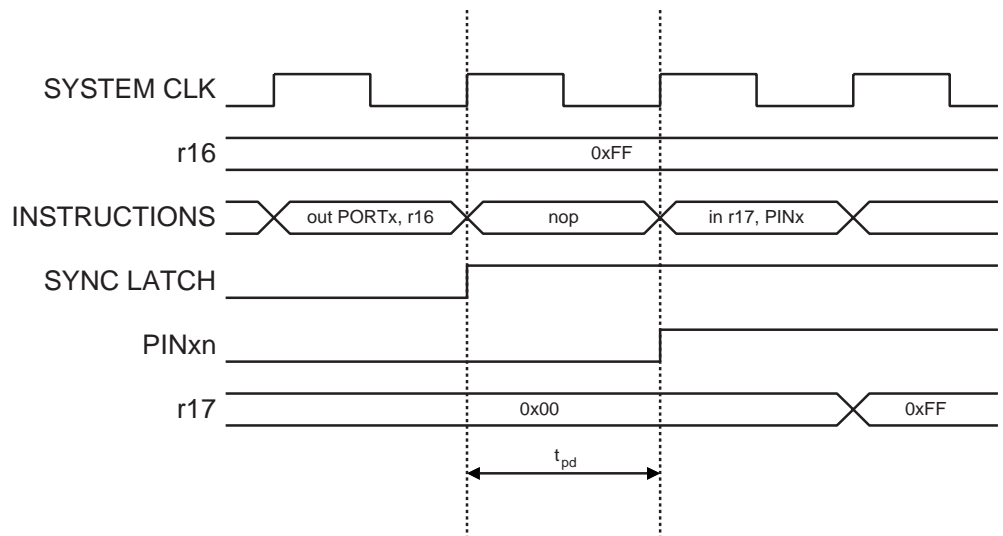 SYSTEM CLK
r16
0xFF
INSTRUCTIONS
out PORTx, r16
nop
in r17, PINx
SYNC LATCH
PINxn
r17
0x00
0xFF
tpd